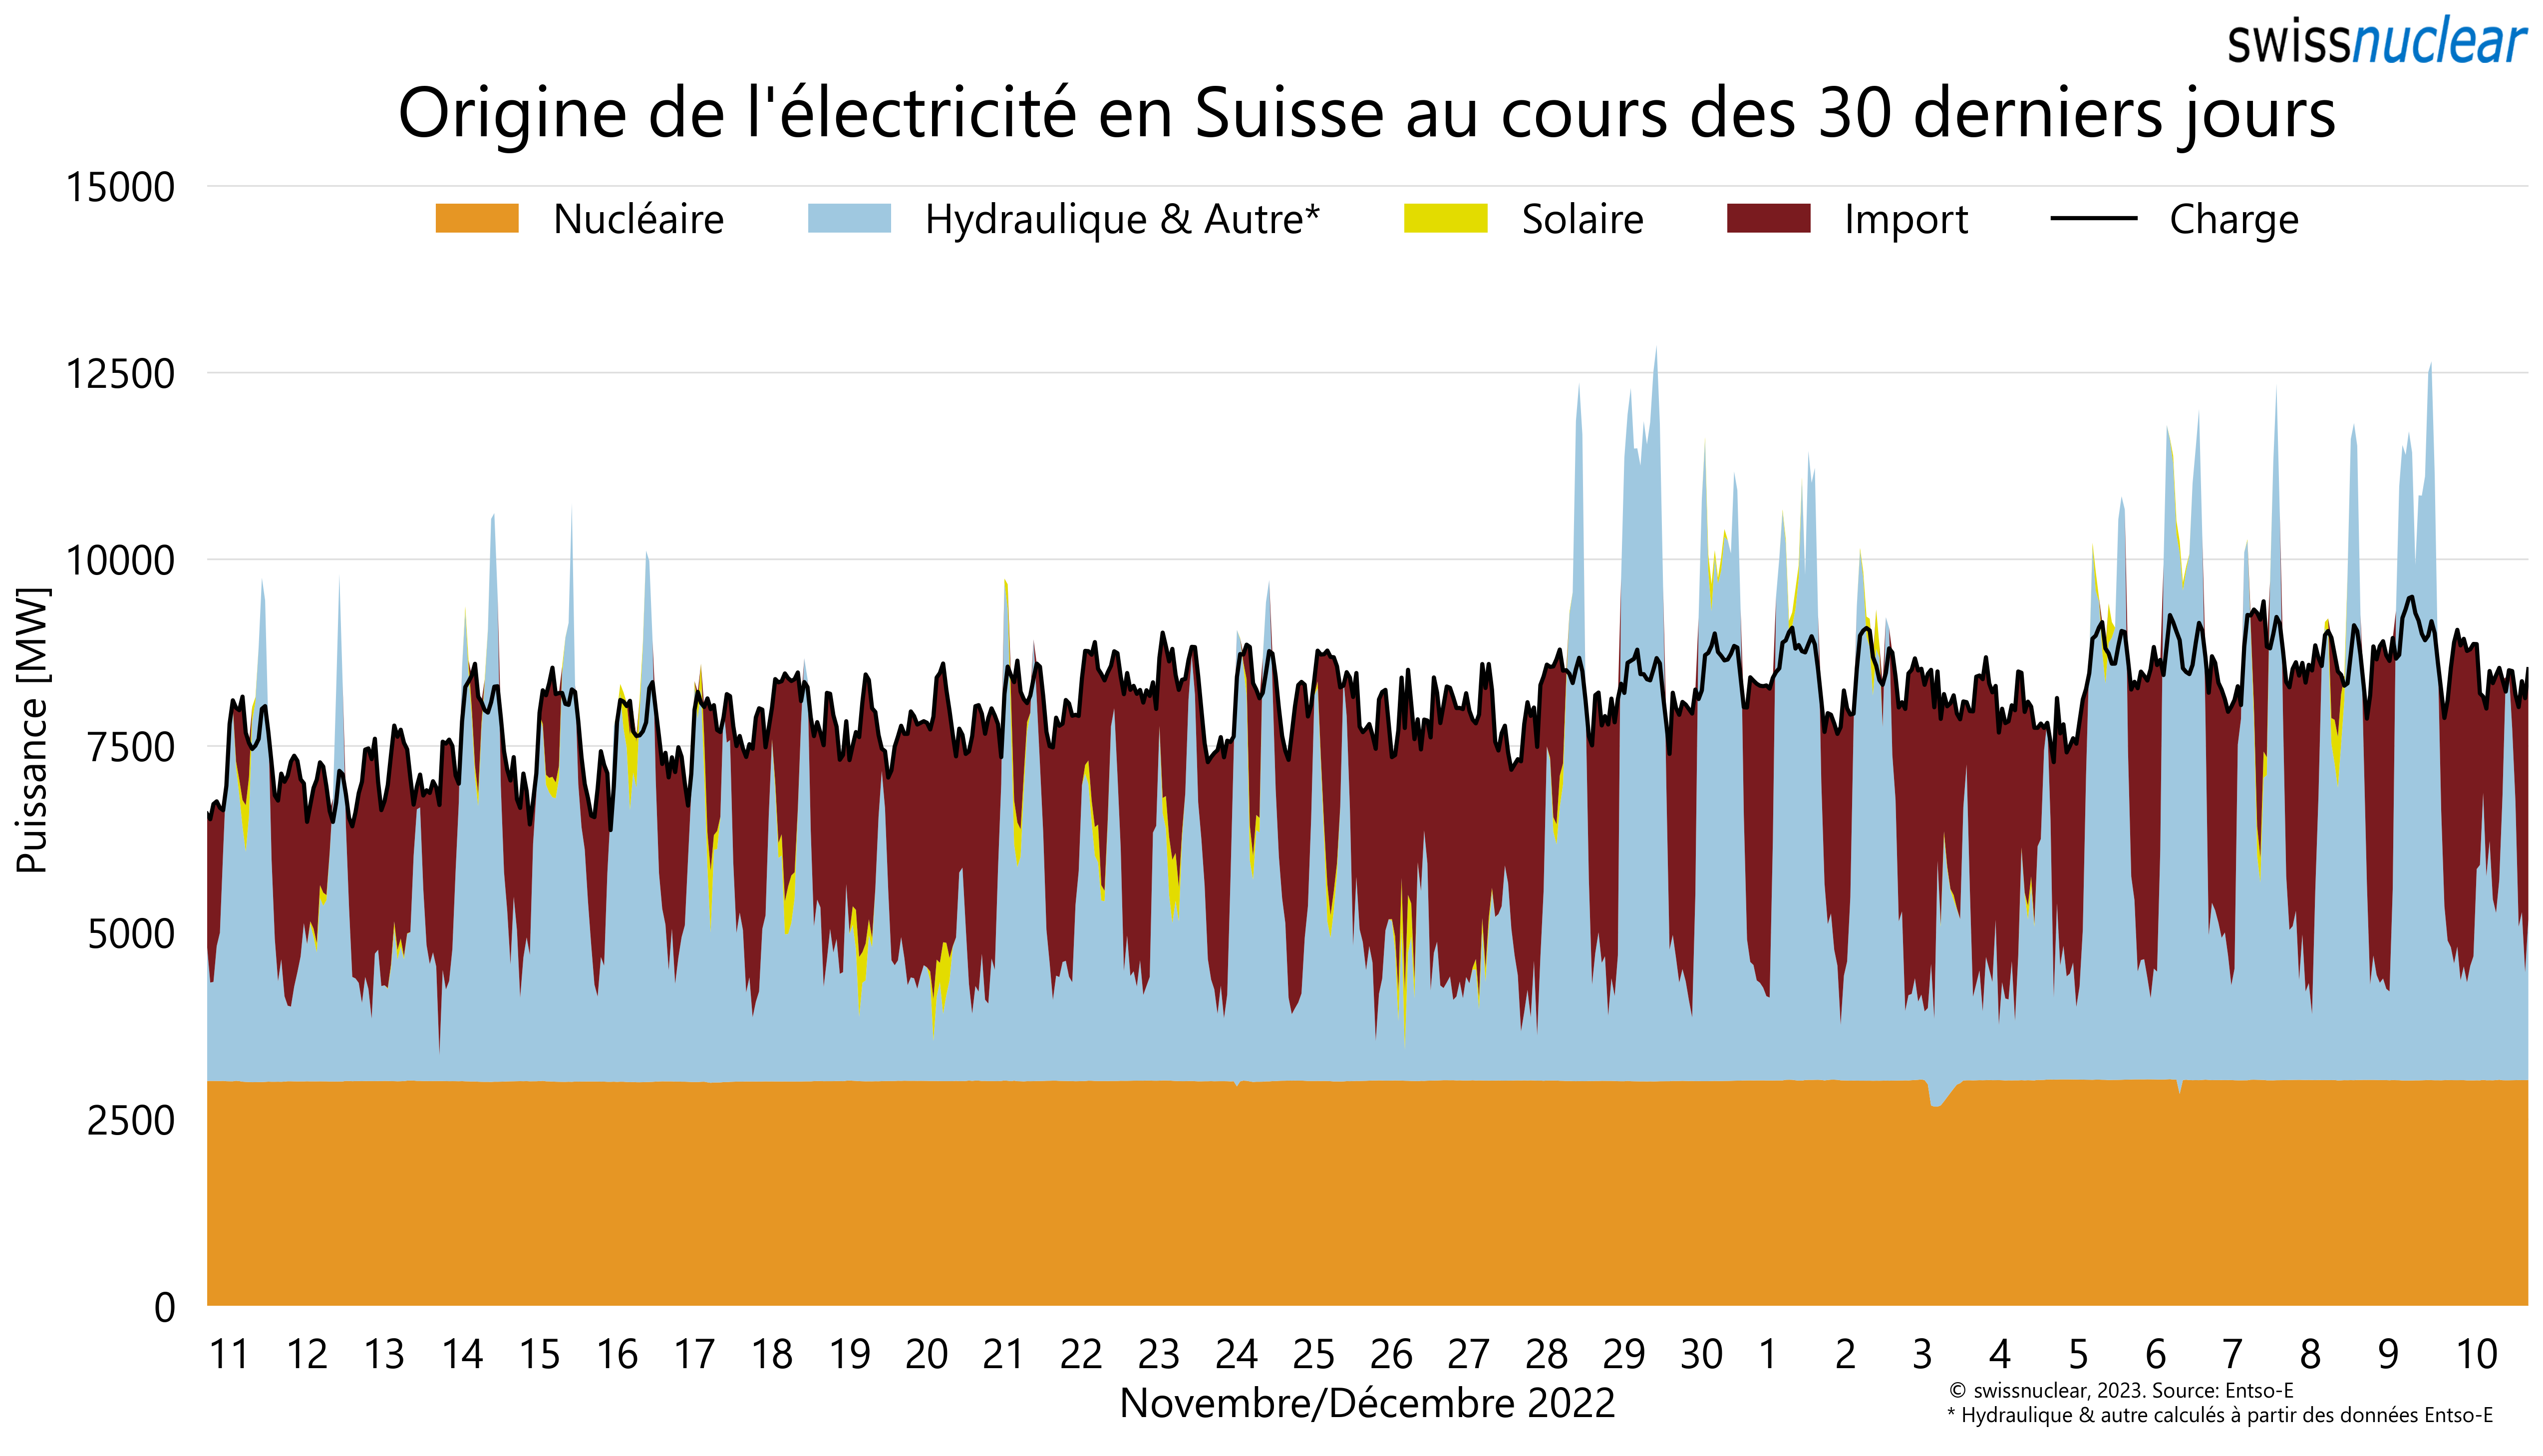 swissnuclear
Origine de l'électricité en Suisse au cours des 30 derniers jours
15000
Nucléaire Hydraulique & Autre* Solaire Import Charge
12500
10000
7500
5000
2500
0
Puissance [MW]
11 12 13 14 15 16 17 18 19 20 21 22 23 24 25 26 27 28 29 30 1 2 3 4 5 6 7 8 9 10
Novembre/Décembre 2022
© swissnuclear, 2023. Source: Entso-E
* Hydraulique & autre calculés à partir des données Entso-E